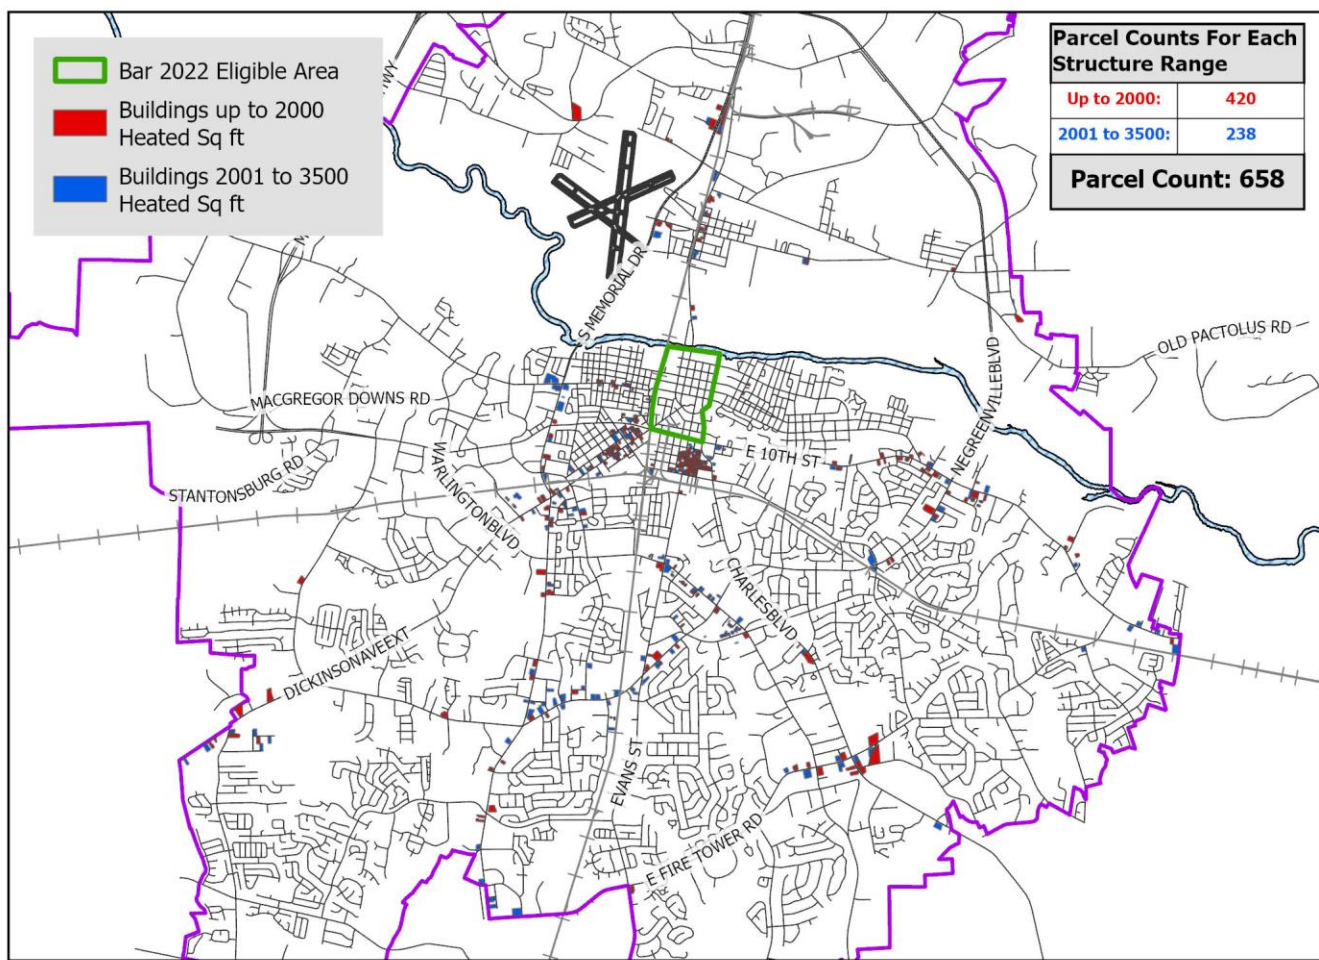 Bar 2022 Eligible Area
Buildings up to 2000
Heated Sq ft
Buildings 2001 to 3500
Heated Sq ft
Parcel Counts For Each
Structure Range
Up to 2000: 420
2001 to 3500: 238
Parcel Count: 658
HWY
S MEMORIAL DR
OLD PACTOLUS RD
MACGREGOR DOWNS RD
NEGREENVILLEBLVD
E 10TH ST
WARLINGTONBLVD
STANTONSBURG RD
CHARLESBLVD
DICKINSONAVEEXT
EVANS ST
E FIRE TOWER RD